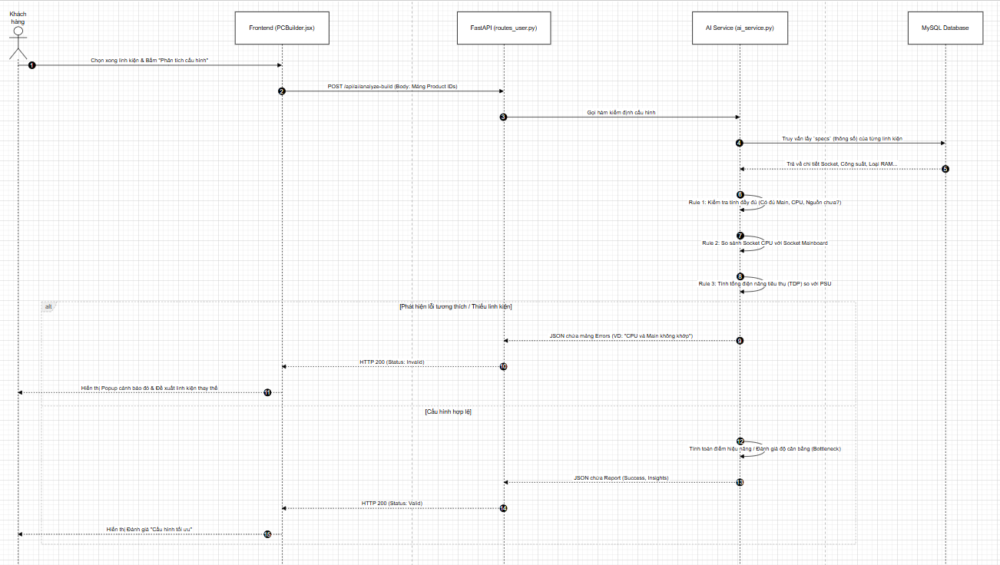 Khách
hàng
Frontend (PCBuilder.jsx)
FastAPI (routes_user.py)
AI Service (ai_service.py)
MySQL Database
1
Chọn xong linh kiện & Bấm "Phân tích cấu hình"
2
POST /api/ai/analyze-build (Body: Mảng Product IDs)
3
Gọi hàm kiểm định cấu hình
4
Truy vấn lấy `specs` (thông số) của từng linh kiện
Trả về chi tiết Socket, Công suất, Loại RAM...
5
6
Rule 1: Kiểm tra tính đầy đủ (Có đủ Main, CPU, Nguồn chưa?)
7
Rule 2: So sánh Socket CPU với Socket Mainboard
8
Rule 3: Tính tổng điện năng tiêu thụ (TDP) so với PSU
alt
[Phát hiện lỗi tương thích / Thiếu linh kiện]
JSON chứa mảng Errors (VD: "CPU và Main không khớp")
9
HTTP 200 (Status: Invalid)
10
Hiển thị Popup cảnh báo đỏ & Đề xuất linh kiện thay thế
11
[Cấu hình hợp lệ]
12
Tính toán điểm hiệu năng / Đánh giá độ cân bằng (Bottleneck)
JSON chứa Report (Success, Insights)
13
HTTP 200 (Status: Valid)
14
Hiển thị Đánh giá "Cấu hình tối ưu"
15